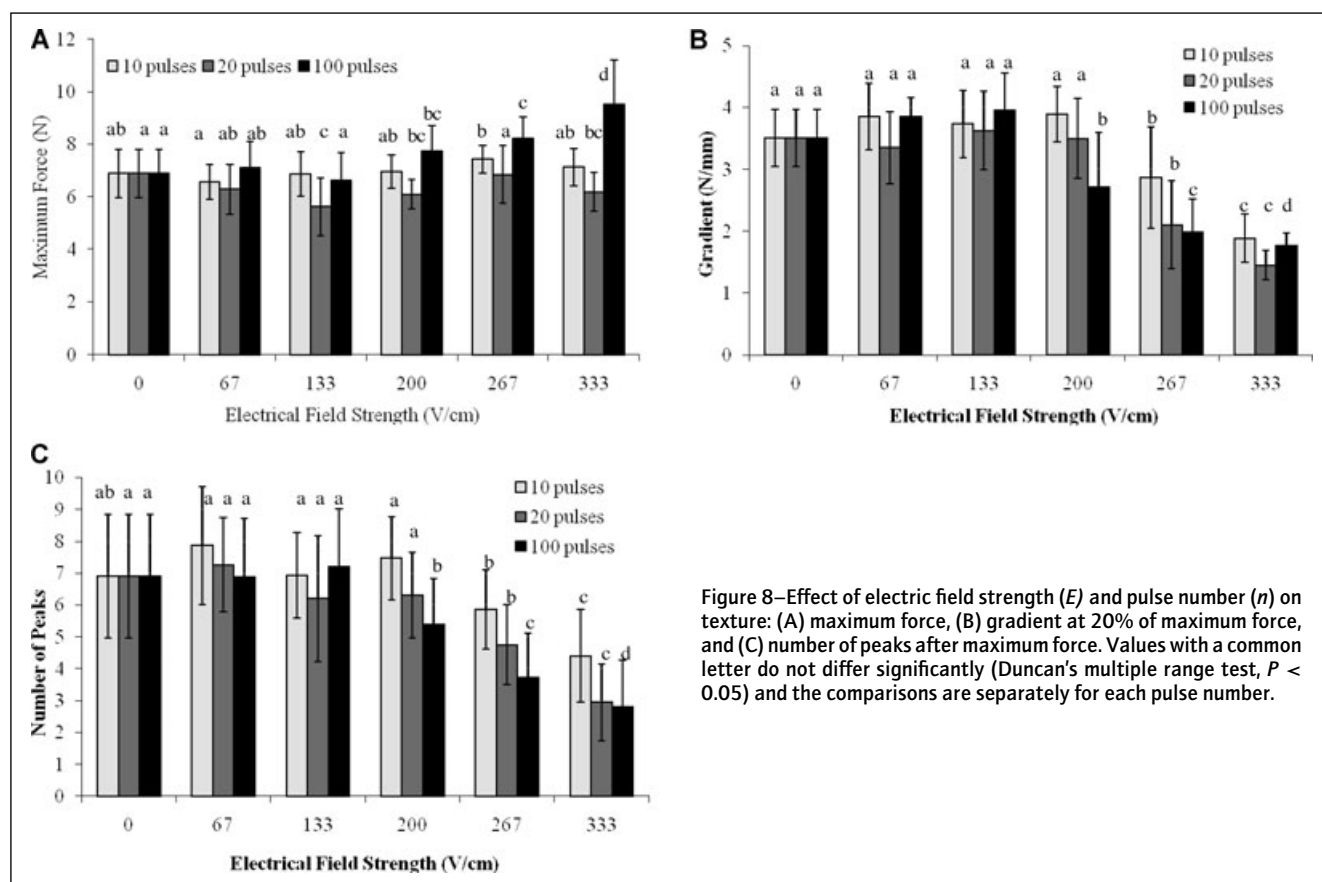 A
12
10
8
6
4
2
0
Maximum Force (N)
10 pulses 20 pulses 100 pulses
ab a a a ab ab ab c a ab bc bc b a c ab bc d
0 67 133 200 267 333
Electrical Field Strength (V/cm)
B
5
4
3
2
1
0
Gradient (N/mm)
10 pulses
20 pulses
100 pulses
a a a a a a a a a a a b b b c c c d
0 67 133 200 267 333
Electrical Field Strength (V/cm)
C
10
9
8
7
6
5
4
3
2
1
0
Number of Peaks
10 pulses
20 pulses
100 pulses
ab a a a a a a a a a a b b b c c c d
0 67 133 200 267 333
Electrical Field Strength (V/cm)
Figure 8–Effect of electric field strength (E) and pulse number (n) on
texture: (A) maximum force, (B) gradient at 20% of maximum force,
and (C) number of peaks after maximum force. Values with a common
letter do not differ significantly (Duncan's multiple range test, P <
0.05) and the comparisons are separately for each pulse number.